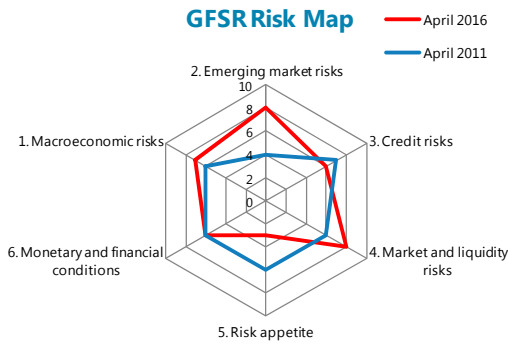 GFSR Risk Map
April 2016
April 2011
2. Emerging market risks
10
8
6
4
2
0
1. Macroeconomic risks
3. Credit risks
6. Monetary and financial
conditions
4. Market and liquidity
risks
5. Risk appetite